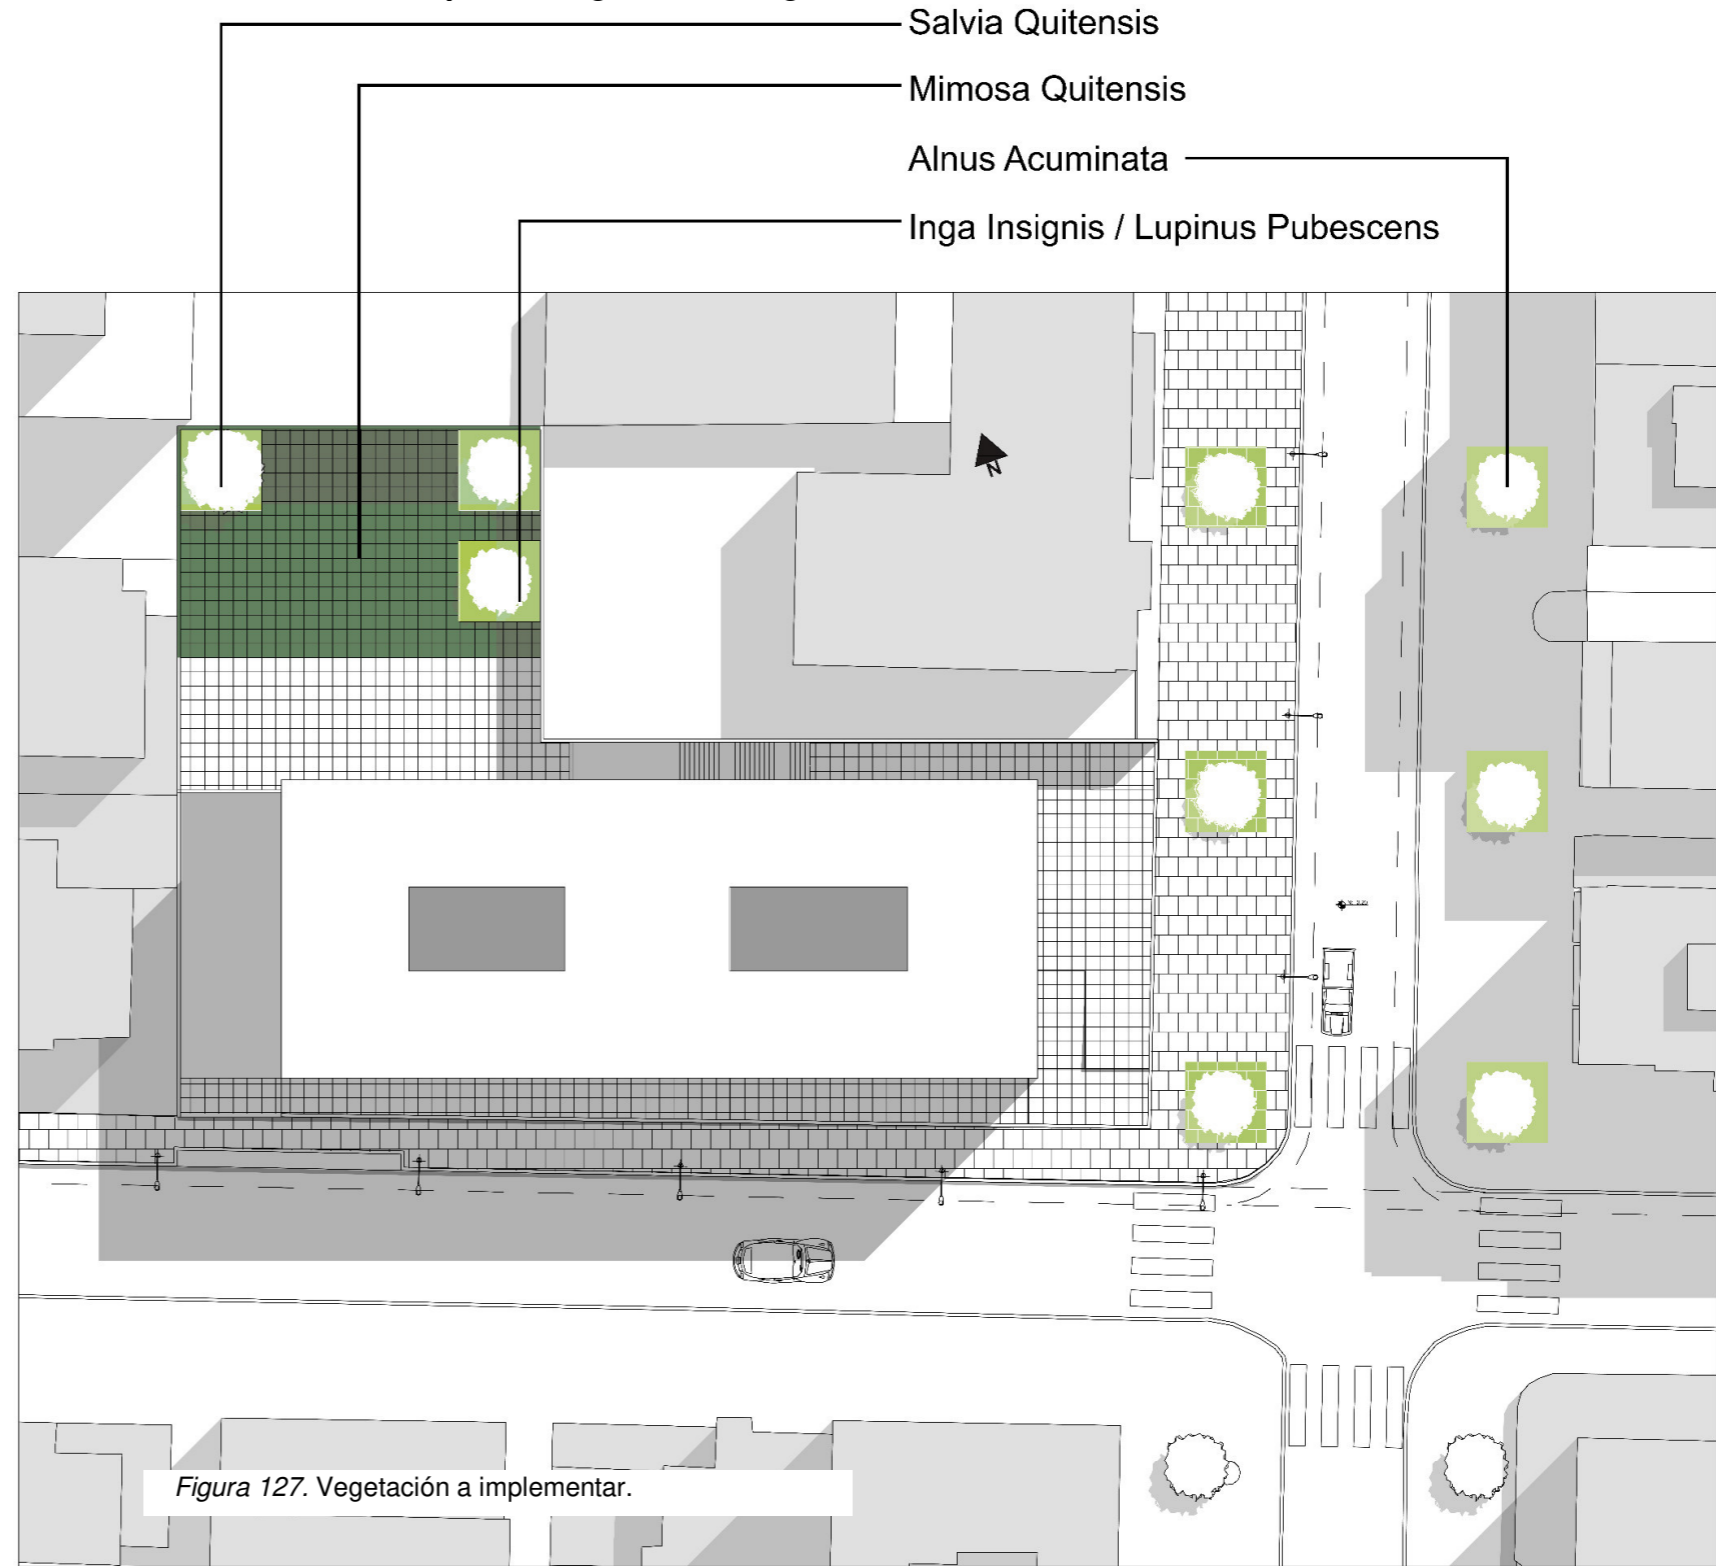 Salvia Quitensis
Mimosa Quitensis
Alnus Acuminata
Inga Insignis / Lupinus Pubescens
N
Figura 127. Vegetación a implementar.